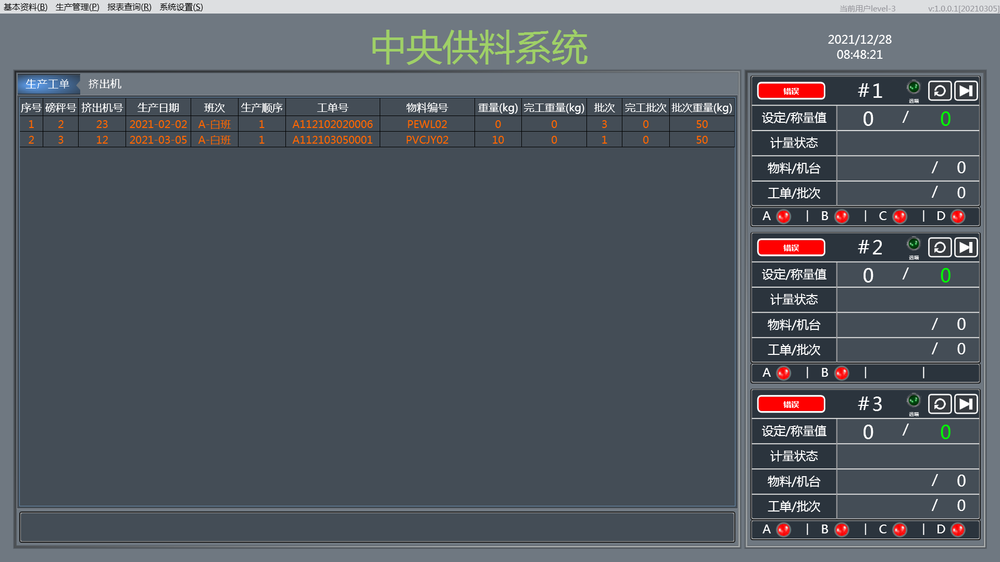 基本资料(B) 生产管理(P) 报表查询(R) 系统设置(S) 当前用户level-3 v:1.0.0.1[20210305]
中央供料系统
2021/12/28
08:48:21
生产工单 挤出机
序号 磅秤号 挤出机号 生产日期 班次 生产顺序 工单号 物料编号 重量(kg) 完工重量(kg) 批次 完工批次 批次重量(kg)
1 2 23 2021-02-02 A-白班 1 A112102020006 PEWL02 0 0 3 0 50
2 3 12 2021-03-05 A-白班 1 A112103050001 PVCJY02 10 0 1 0 50
错误 #1 远端
设定/称量值 0 / 0
计量状态
物料/机台 / 0
工单/批次 / 0
A | B | C | D
错误 #2 远端
设定/称量值 0 / 0
计量状态
物料/机台 / 0
工单/批次 / 0
A | B | |
错误 #3 远端
设定/称量值 0 / 0
计量状态
物料/机台 / 0
工单/批次 / 0
A | B | C | D